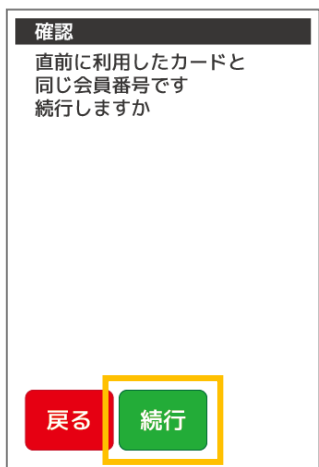 確認
直前に利用したカードと
同じ会員番号です
続行しますか
戻る
続行